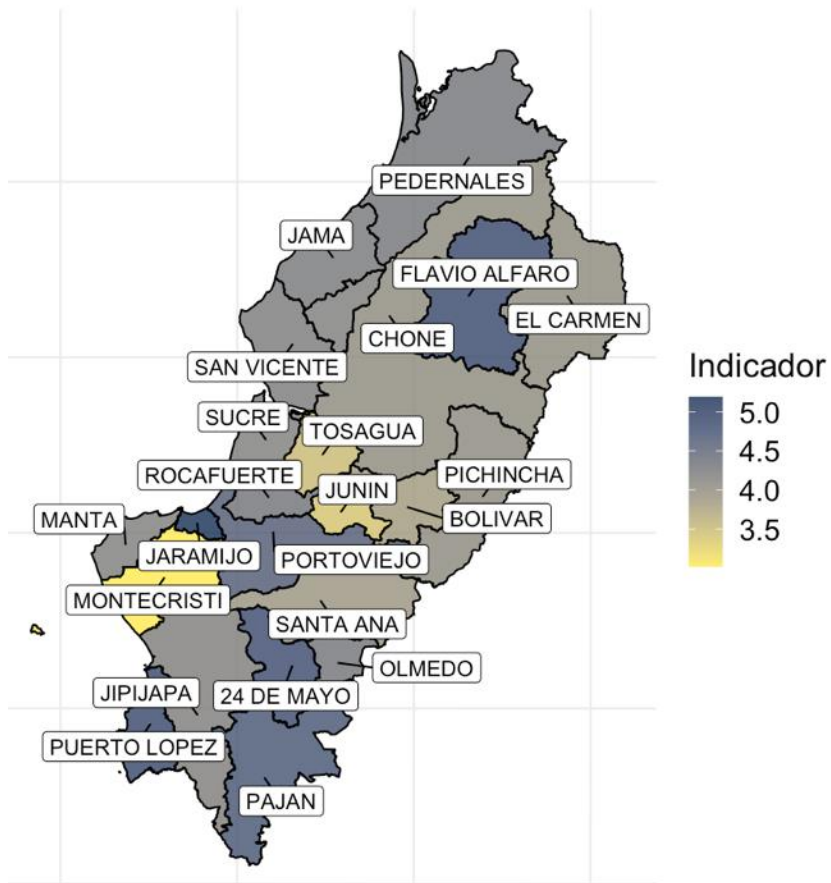 PEDERNALES
JAMA
FLAVIO ALFARO
EL CARMEN
CHONE
SAN VICENTE
SUCRE
TOSAGUA
ROCAFUERTE
PICHINCHA
JUNIN
MANTA
BOLIVAR
JARAMIJO
PORTOVIEJO
MONTECRISTI
SANTA ANA
OLMEDO
JIPIJAPA
24 DE MAYO
PUERTO LOPEZ
PAJAN
Indicador
5.0
4.5
4.0
3.5